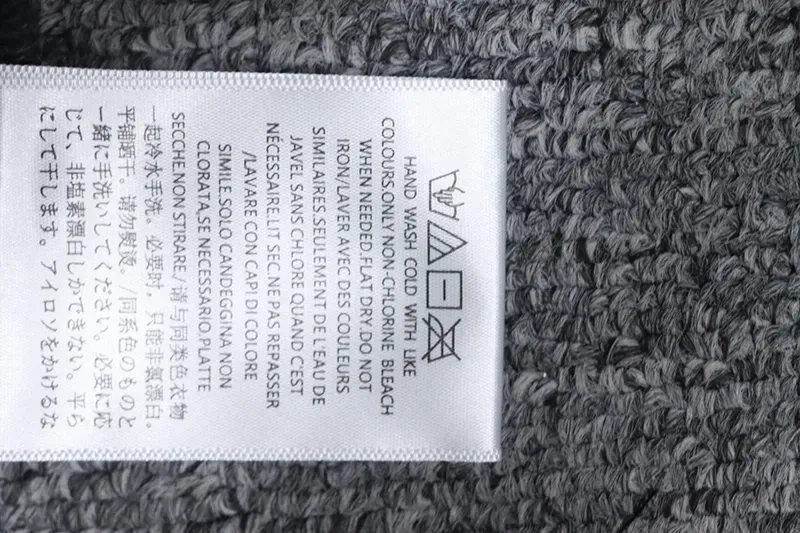 HAND WASH COLD WITH LIKE
COLOURS.ONLY NON-CHLORINE BLEACH
WHEN NEEDED.FLAT DRY.DO NOT
IRON/LAVER AVEC DES COULEURS
SIMILAIRES.SEULEMENT DE L'EAU DE
JAVEL SANS CHLORE QUAND C'EST
NÉCESSAIRE.LIT SEC.NE PAS REPASSER
/LAVARE CON CAPI DI COLORE
SIMILE.SOLO CANDEGGINA NON
CLORATA,SE NECESSARIO.PLATTE
SECCHE.NON STIRARE/请与同类色衣物
一起冷水手洗。必要时，只能非氯漂白。
平铺晒干。请勿熨烫。/同系色のものと
一緒に手洗いしてください。必要に応
じて、非塩素漂白しかできない。平ら
にして干します。アイロソをかけるな